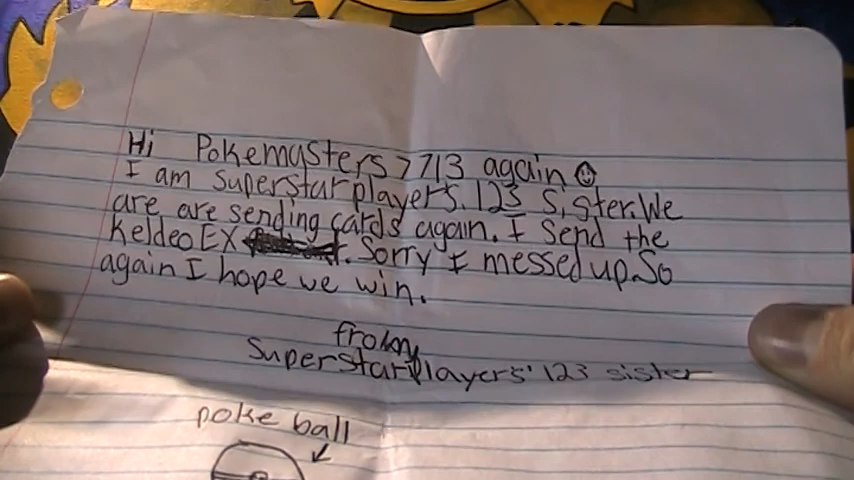 Hi Pokemasters7713 again ☺
I am superstarplayers.123 Sister. We
are are sending cards again. I send the
Keldeo EX . Sorry I messed up. So
again I hope we win.
from
SuperstarPlayers' 123 sister
poke ball